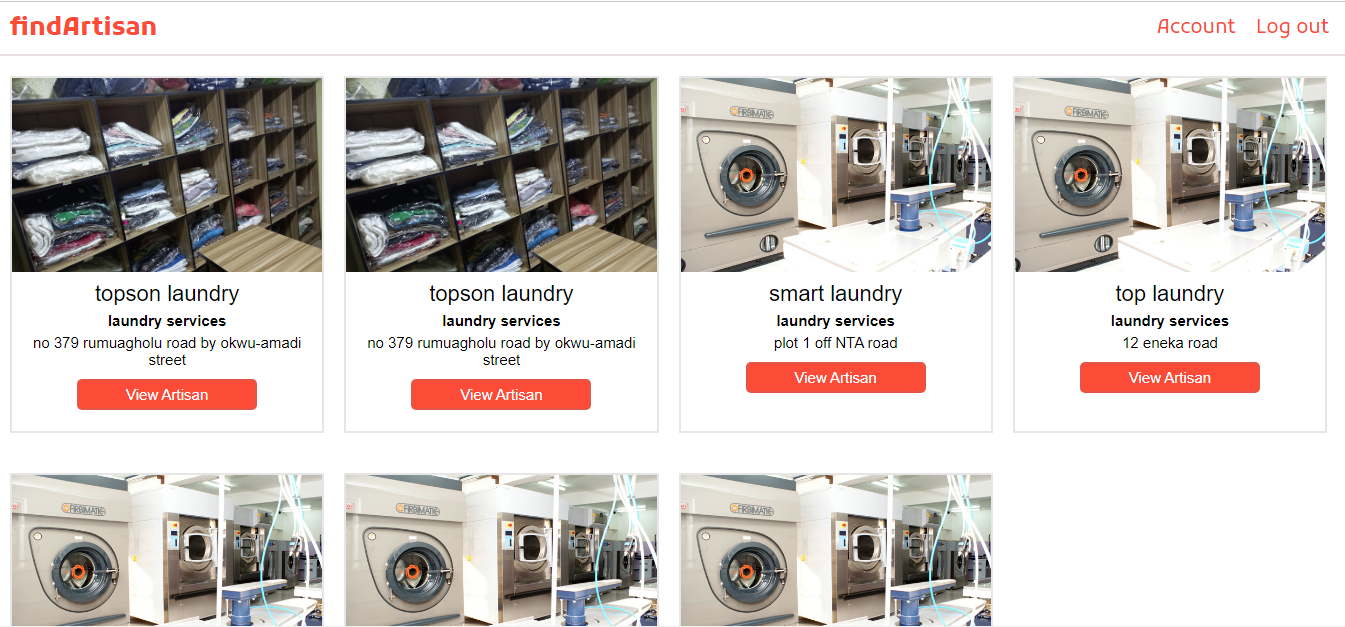 findArtisan
Account Log out
FIRBIMATIC
FIRBIMATIC
topson laundry
laundry services
no 379 rumuagholu road by okwu-amadi
street
View Artisan
topson laundry
laundry services
no 379 rumuagholu road by okwu-amadi
street
View Artisan
smart laundry
laundry services
plot 1 off NTA road
View Artisan
top laundry
laundry services
12 eneka road
View Artisan
FIRBIMATIC
FIRBIMATIC
FIRBIMATIC